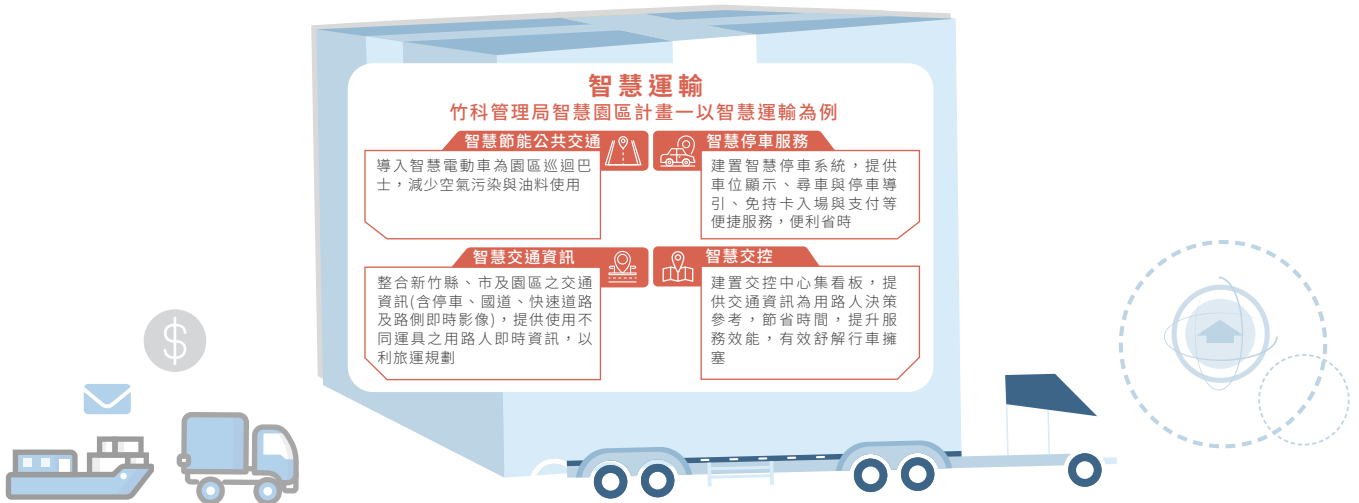 智慧運輸
竹科管理局智慧園區計畫—以智慧運輸為例
智慧節能公共交通
導入智慧電動車為園區巡迴巴
士，減少空氣污染與油料使用
智慧停車服務
建置智慧停車系統，提供
車位顯示、尋車與停車導
引、免持卡入場與支付等
便捷服務，便利省時
智慧交通資訊
整合新竹縣、市及園區之交通
資訊(含停車、國道、快速道路
及路側即時影像)，提供使用不
同運具之用路人即時資訊，以
利旅運規劃
智慧交控
建置交控中心集看板，提
供交通資訊為用路人決策
參考，節省時間，提升服
務效能，有效舒解行車擁
塞
$